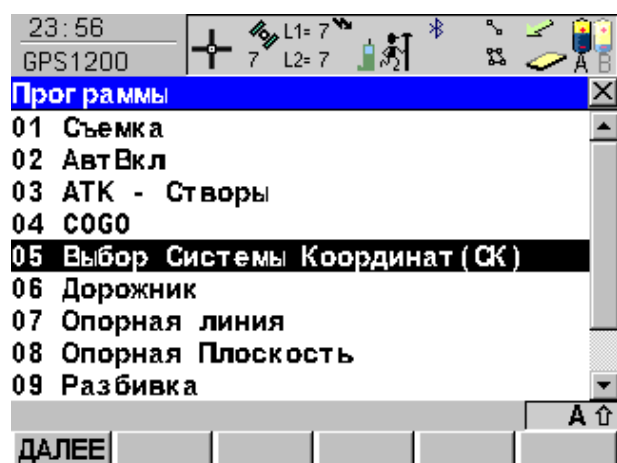 23:56
GPS1200
L1= 7
7 L2= 7
A B
Программы
01 Съемка
02 АвтВкл
03 АТК - Створы
04 COGO
05 Выбор Системы Координат(СК)
06 Дорожник
07 Опорная линия
08 Опорная Плоскость
09 Разбивка
A
ДАЛЕЕ